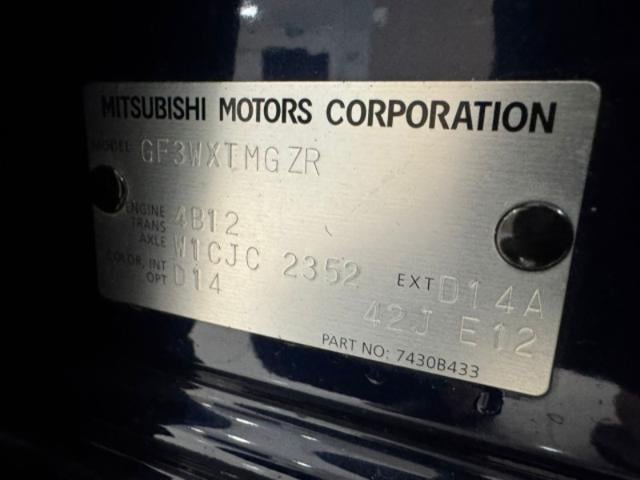 MITSUBISHI MOTORS CORPORATION
MODEL GF3WXTMGZR
ENGINE 4B12
TRANS AXLE W1CJC 2352
COLOR, INT D14 EXT D14A
OPT 42J E12
PART NO: 7430B433